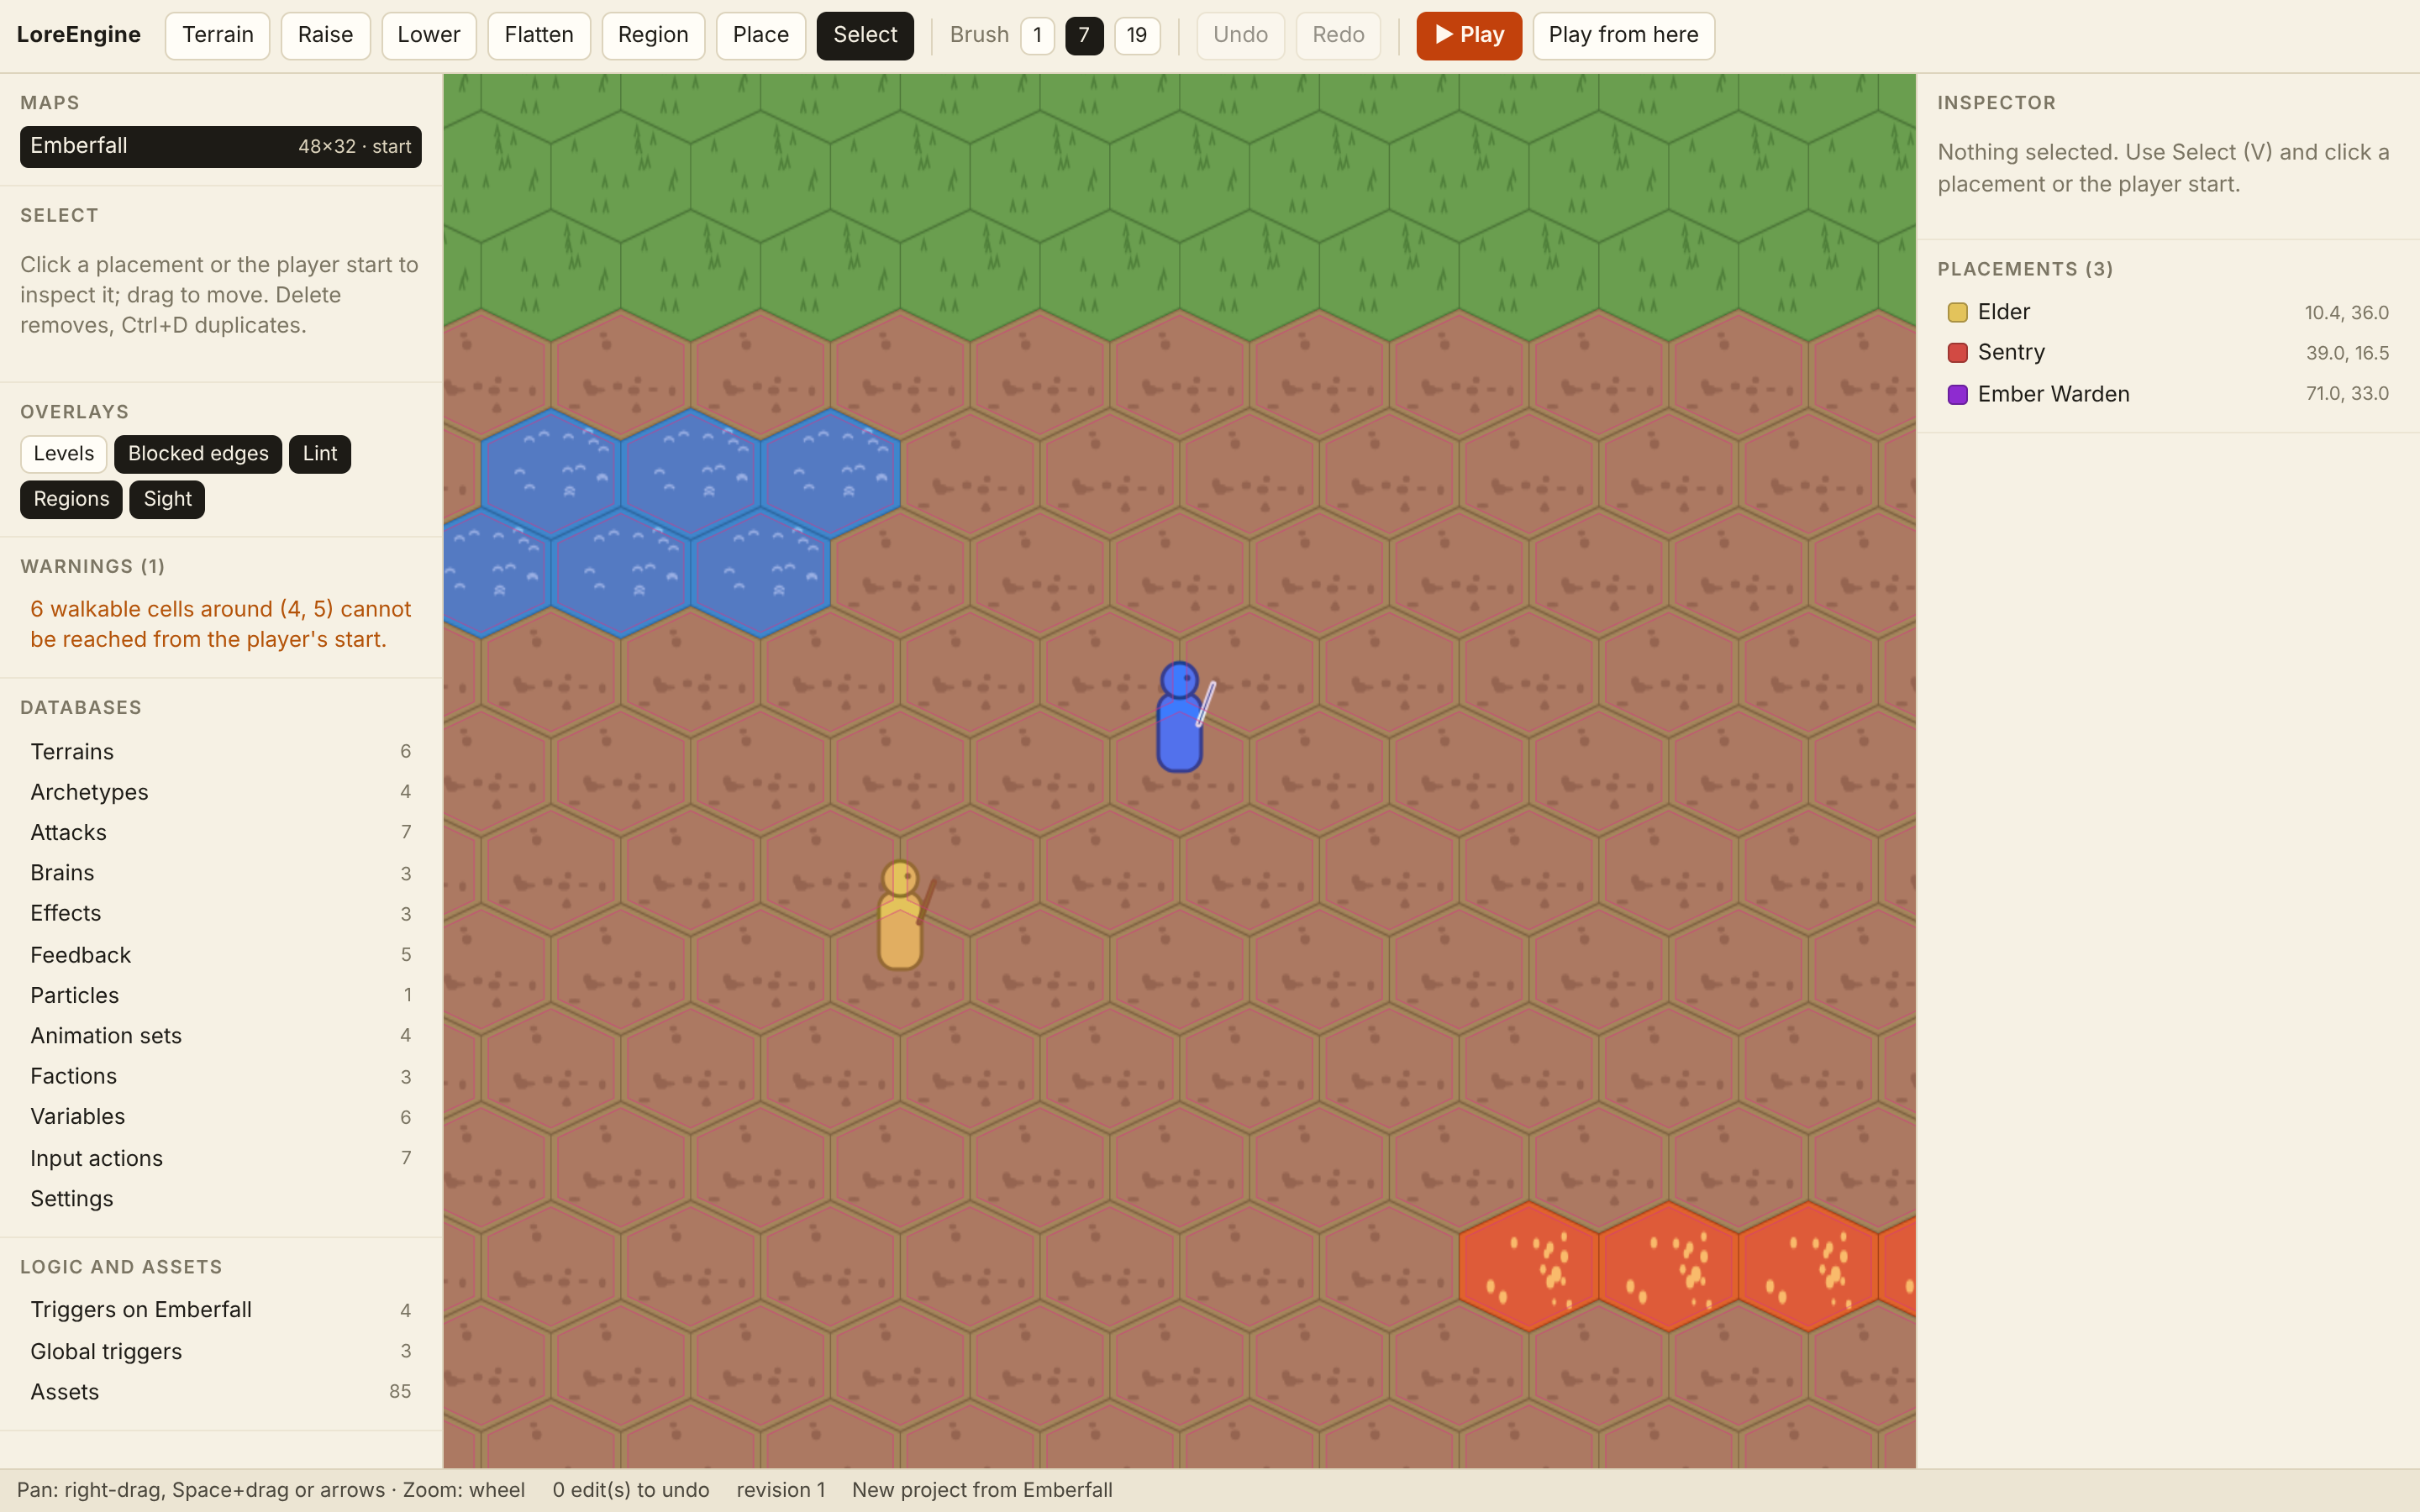 LoreEngine Terrain Raise Lower Flatten Region Place Select Brush 1 7 19 Undo Redo ▶ Play Play from here
MAPS
Emberfall 48×32 · start
SELECT
Click a placement or the player start to
inspect it; drag to move. Delete
removes, Ctrl+D duplicates.
OVERLAYS
Levels Blocked edges Lint
Regions Sight
WARNINGS (1)
6 walkable cells around (4, 5) cannot
be reached from the player's start.
DATABASES
Terrains 6
Archetypes 4
Attacks 7
Brains 3
Effects 3
Feedback 5
Particles 1
Animation sets 4
Factions 3
Variables 6
Input actions 7
Settings
LOGIC AND ASSETS
Triggers on Emberfall 4
Global triggers 3
Assets 85
INSPECTOR
Nothing selected. Use Select (V) and click a
placement or the player start.
PLACEMENTS (3)
Elder 10.4, 36.0
Sentry 39.0, 16.5
Ember Warden 71.0, 33.0
Pan: right-drag, Space+drag or arrows · Zoom: wheel 0 edit(s) to undo revision 1 New project from Emberfall